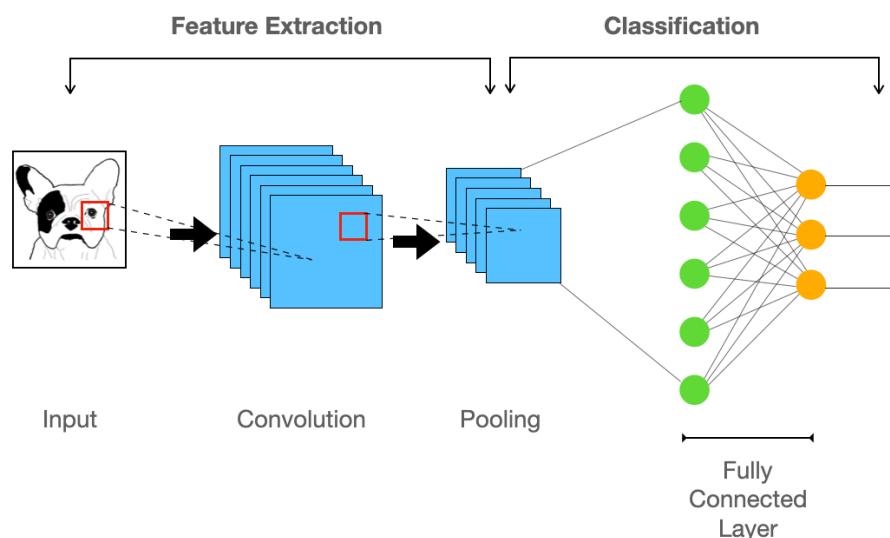 Feature Extraction
Classification
Input
Convolution
Pooling
Fully
Connected
Layer